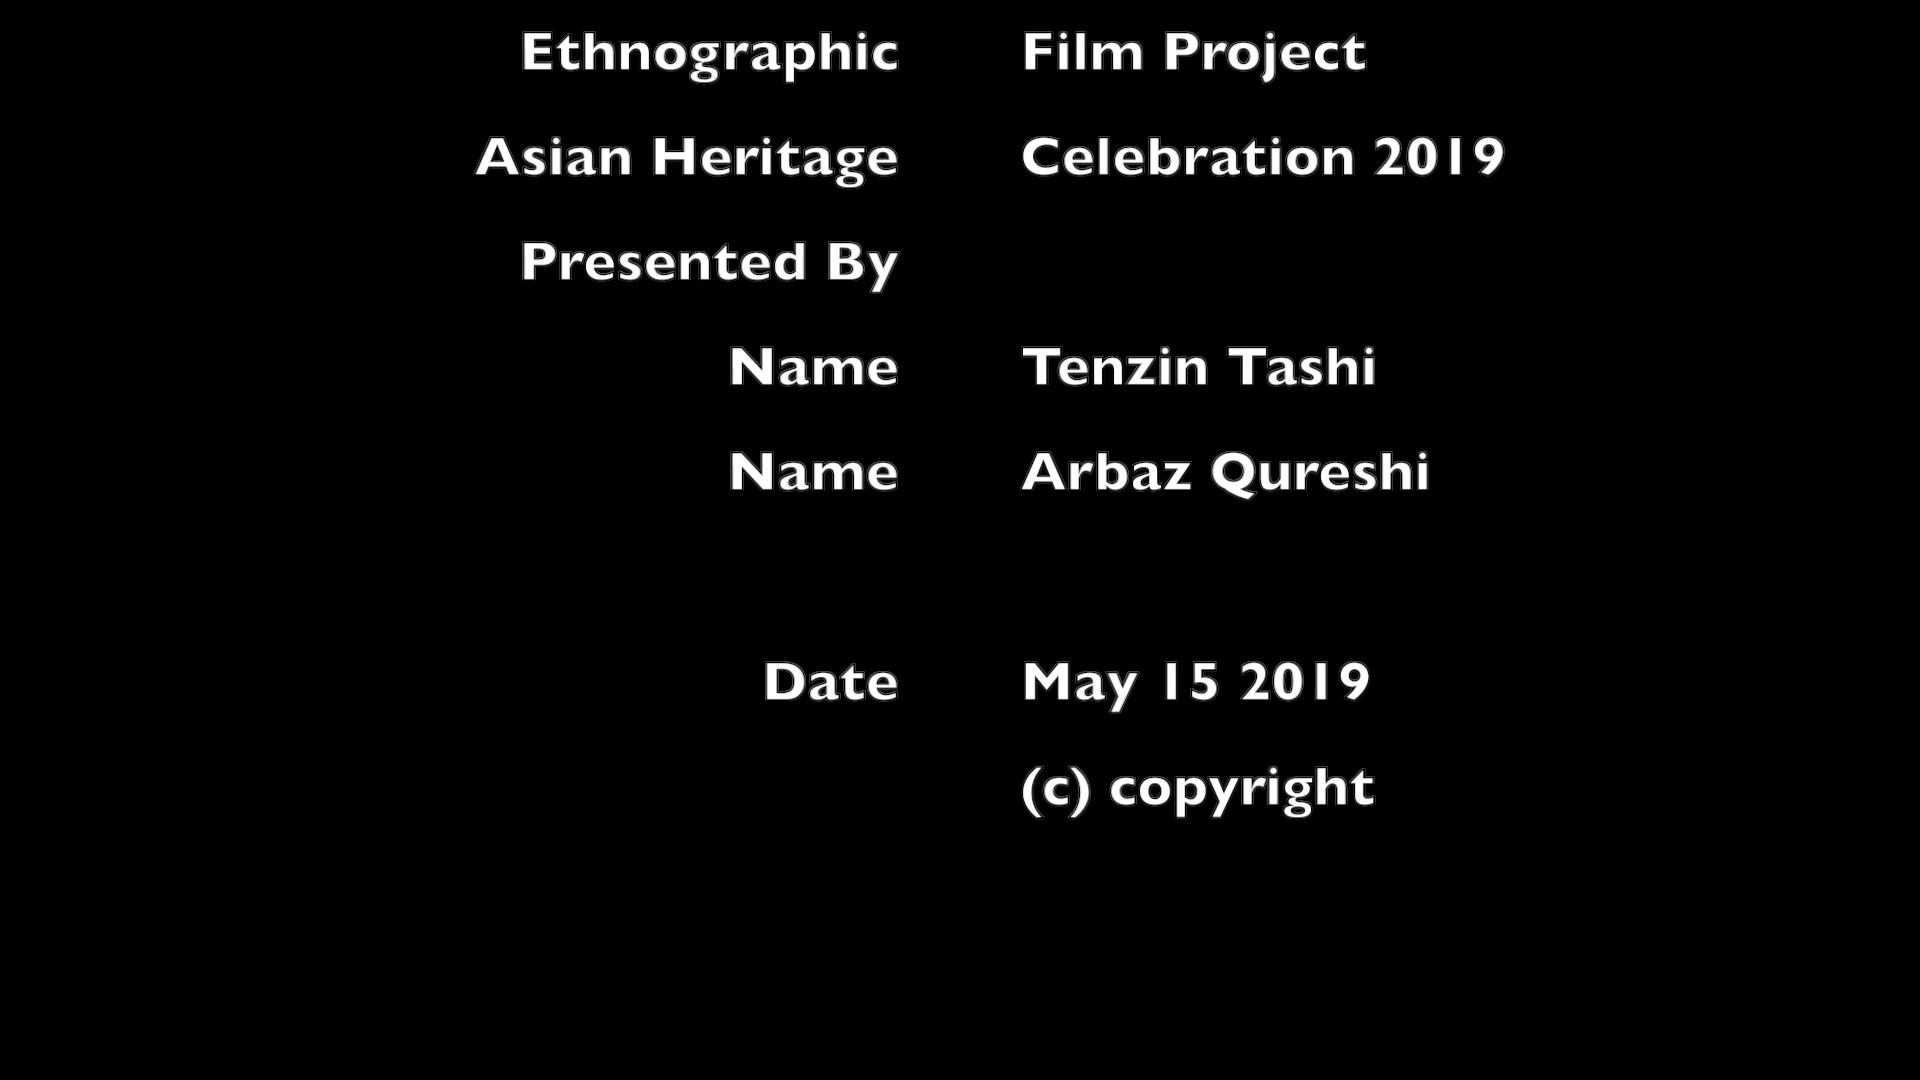 Ethnographic Film Project
Asian Heritage Celebration 2019
Presented By
Name Tenzin Tashi
Name Arbaz Qureshi
Date May 15 2019
(c) copyright